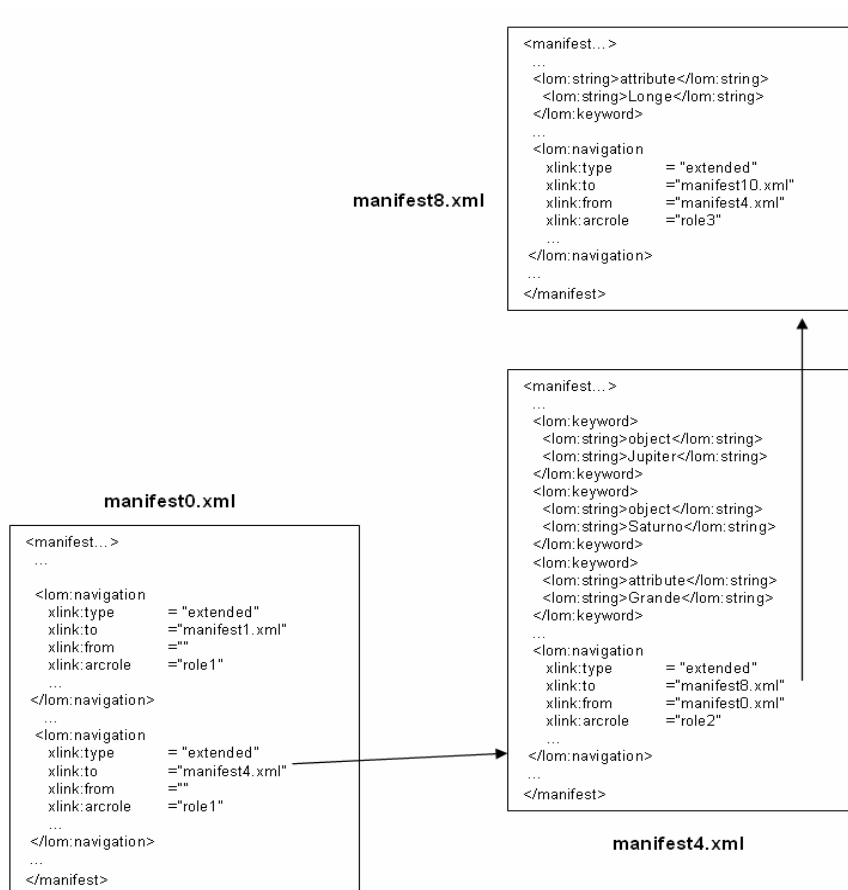 <manifest...>
...
<lom:string>attribute</lom:string>
<lom:string>Longe</lom:string>
</lom:keyword>
...
<lom:navigation
xlink:type = "extended"
xlink:to ="manifest10.xml"
xlink:from ="manifest4.xml"
xlink:arcrole ="role3"
...
</lom:navigation>
...
</manifest>
manifest8.xml
<manifest...>
...
<lom:keyword>
<lom:string>object</lom:string>
<lom:string>Jupiter</lom:string>
</lom:keyword>
<lom:keyword>
<lom:string>object</lom:string>
<lom:string>Saturno</lom:string>
</lom:keyword>
<lom:keyword>
<lom:string>attribute</lom:string>
<lom:string>Grande</lom:string>
</lom:keyword>
...
<lom:navigation
xlink:type = "extended"
xlink:to ="manifest8.xml"
xlink:from ="manifest0.xml"
xlink:arcrole ="role2"
...
</lom:navigation>
...
</manifest>
manifest4.xml
manifest0.xml
<manifest...>
...
<lom:navigation
xlink:type = "extended"
xlink:to ="manifest1.xml"
xlink:from =""
xlink:arcrole ="role1"
...
</lom:navigation>
...
<lom:navigation
xlink:type = "extended"
xlink:to ="manifest4.xml"
xlink:from =""
xlink:arcrole ="role1"
...
</lom:navigation>
...
</manifest>